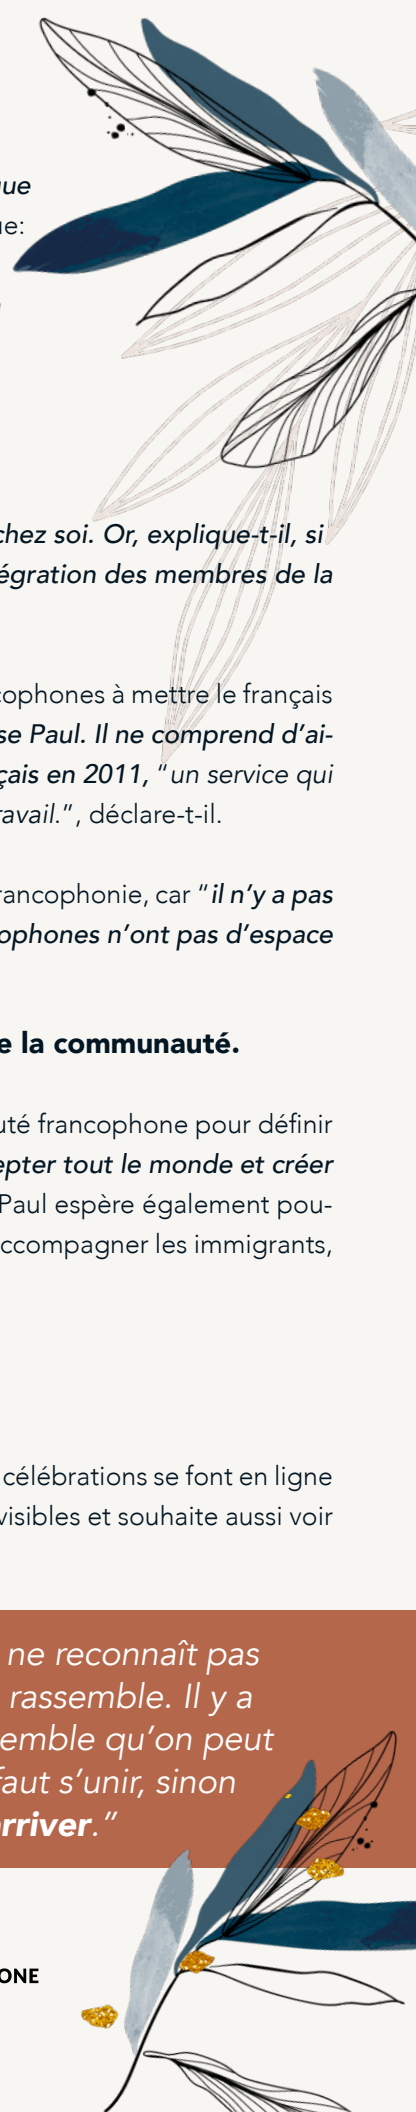 ue
ue:
chez soi. Or, explique-t-il, si
égration des membres de la
cophones à mettre le français
se Paul. Il ne comprend d’ai-
çais en 2011, “un service qui
ravail.”, déclare-t-il.
rancophonie, car “il n’y a pas
ophones n’ont pas d’espace
e la communauté.
uté francophone pour définir
epter tout le monde et créer
Paul espère également pou-
ccompagner les immigrants,
célébrations se font en ligne
visibles et souhaite aussi voir
ne reconnaît pas
rassemble. Il y a
semble qu’on peut
faut s’unir, sinon
arriver.”
ONE